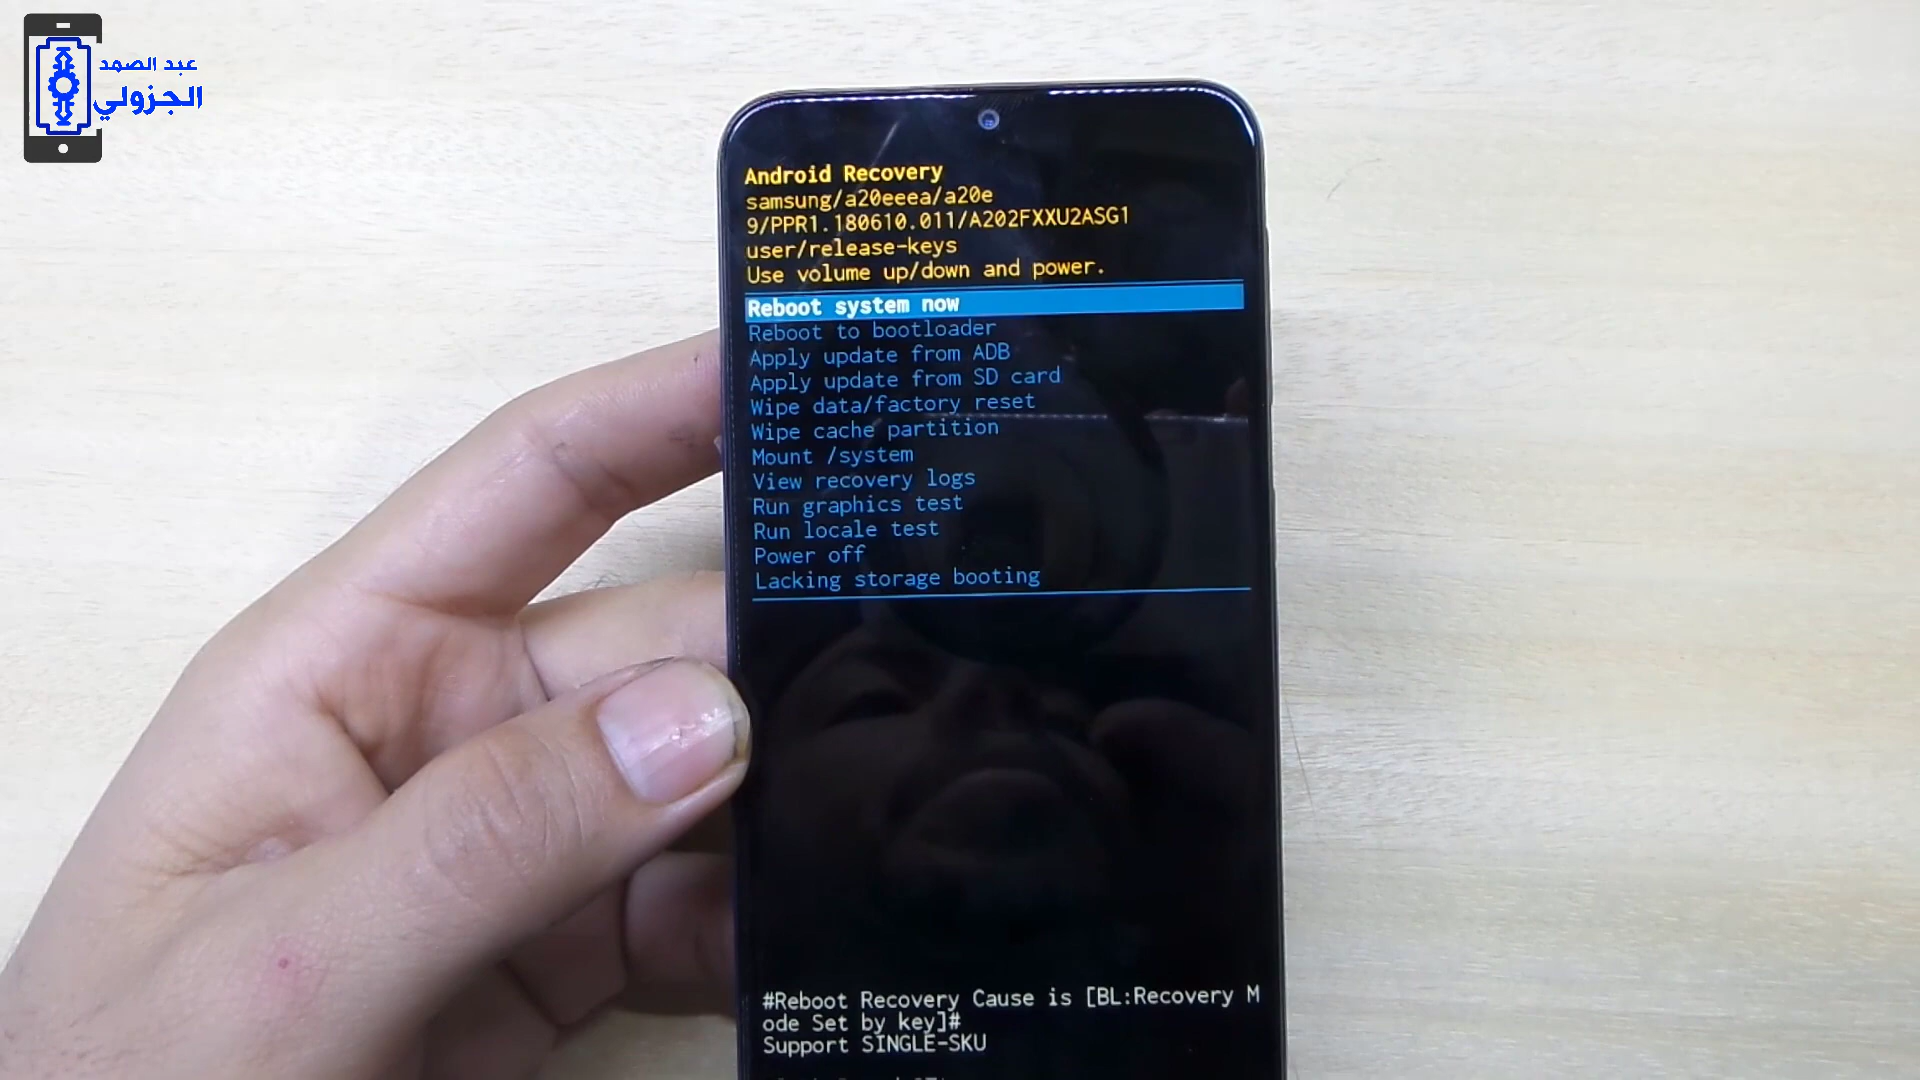 عبد الصمد
الجزولي
Android Recovery
samsung/a20eeea/a20e
9/PPR1.180610.011/A202FXXU2ASG1
user/release-keys
Use volume up/down and power.
Reboot system now
Reboot to bootloader
Apply update from ADB
Apply update from SD card
Wipe data/factory reset
Wipe cache partition
Mount /system
View recovery logs
Run graphics test
Run locale test
Power off
Lacking storage booting
#Reboot Recovery Cause is [BL:Recovery M
ode Set by key]#
Support SINGLE-SKU